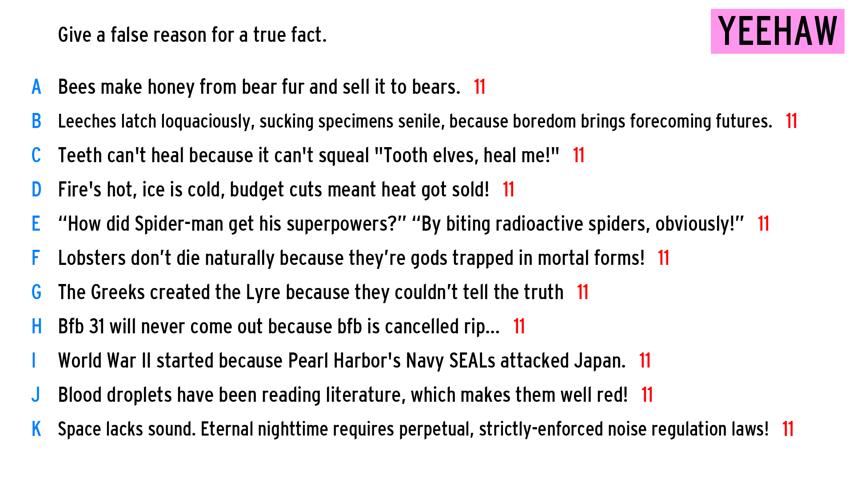 Give a false reason for a true fact.
YEEHAW
A Bees make honey from bear fur and sell it to bears. 11
B Leeches latch loquaciously, sucking specimens senile, because boredom brings forecoming futures. 11
C Teeth can't heal because it can't squeal "Tooth elves, heal me!" 11
D Fire's hot, ice is cold, budget cuts meant heat got sold! 11
E “How did Spider-man get his superpowers?” “By biting radioactive spiders, obviously!” 11
F Lobsters don’t die naturally because they’re gods trapped in mortal forms! 11
G The Greeks created the Lyre because they couldn’t tell the truth 11
H Bfb 31 will never come out because bfb is cancelled rip... 11
I World War II started because Pearl Harbor's Navy SEALs attacked Japan. 11
J Blood droplets have been reading literature, which makes them well red! 11
K Space lacks sound. Eternal nighttime requires perpetual, strictly-enforced noise regulation laws! 11